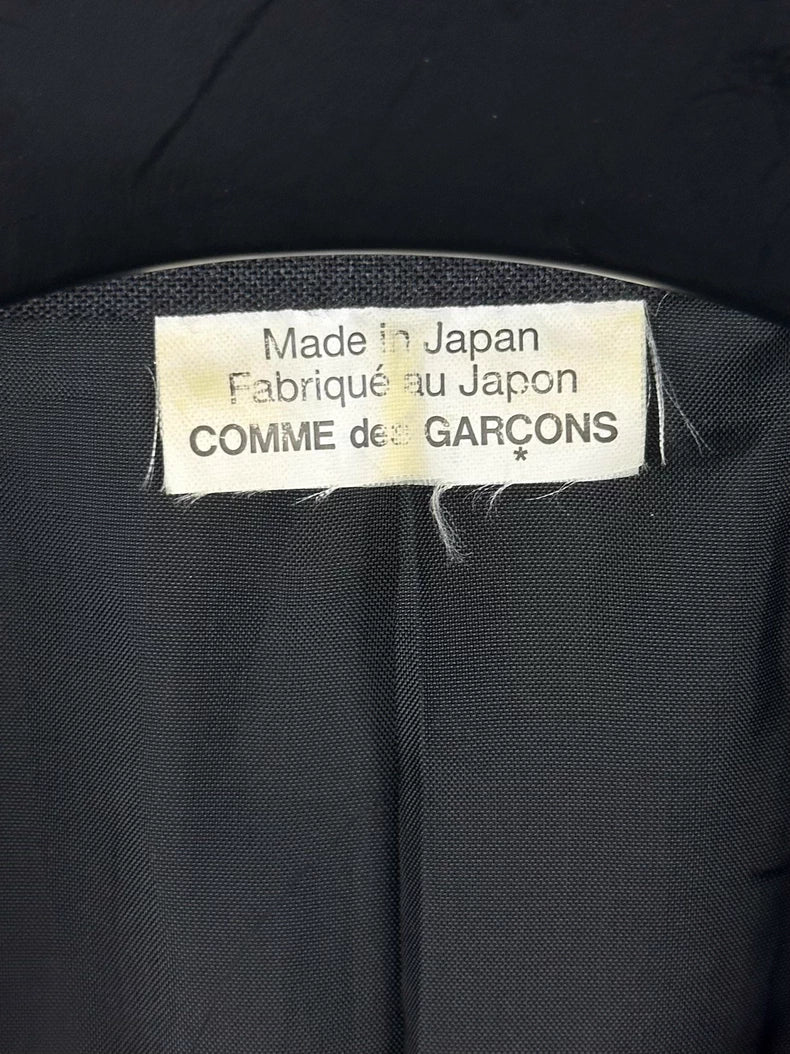 Made in Japan
Fabriqué au Japon
COMME des GARÇONS
*